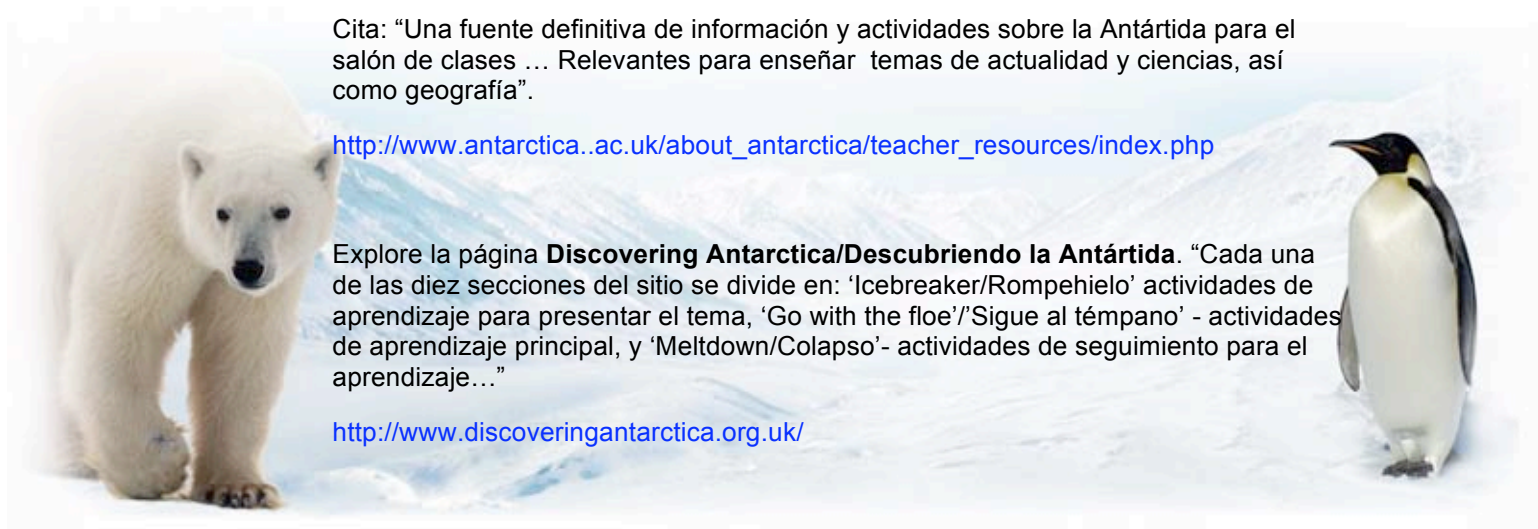 Cita: “Una fuente definitiva de información y actividades sobre la Antártida para el
salón de clases … Relevantes para enseñar  temas de actualidad y ciencias, así
como geografía”.
http://www.antarctica..ac.uk/about_antarctica/teacher_resources/index.php
Explore la página Discovering Antarctica/Descubriendo la Antártida. “Cada una
de las diez secciones del sitio se divide en: ‘Icebreaker/Rompehielo’ actividades de
aprendizaje para presentar el tema, ‘Go with the floe’/’Sigue al témpano’ - actividades
de aprendizaje principal, y ‘Meltdown/Colapso’- actividades de seguimiento para el
aprendizaje…”
http://www.discoveringantarctica.org.uk/